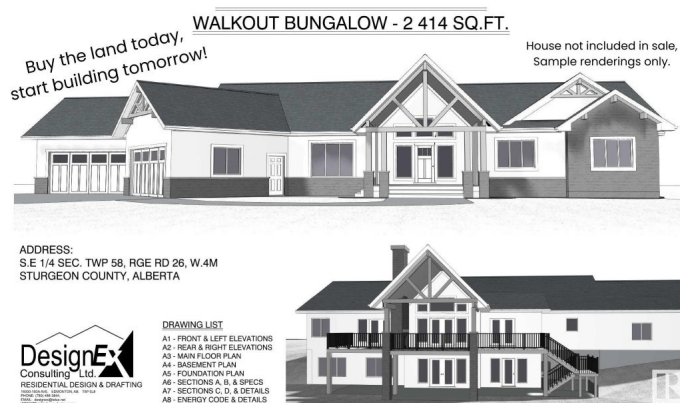 WALKOUT BUNGALOW - 2 414 SQ.FT.
Buy the land today,
start building tomorrow!
House not included in sale,
Sample renderings only.
ADDRESS:
S.E 1/4 SEC. TWP 58, RGE RD 26, W.4M
STURGEON COUNTY, ALBERTA
DRAWING LIST
A1 - FRONT & LEFT ELEVATIONS
A2 - REAR & RIGHT ELEVATIONS
A3 - MAIN FLOOR PLAN
A4 - BASEMENT PLAN
A5 - FOUNDATION PLAN
A6 - SECTIONS A, B, & SPECS
A7 - SECTIONS C, D, & DETAILS
A8 - ENERGY CODE & DETAILS
DesignEx
Consulting Ltd.
RESIDENTIAL DESIGN & DRAFTING